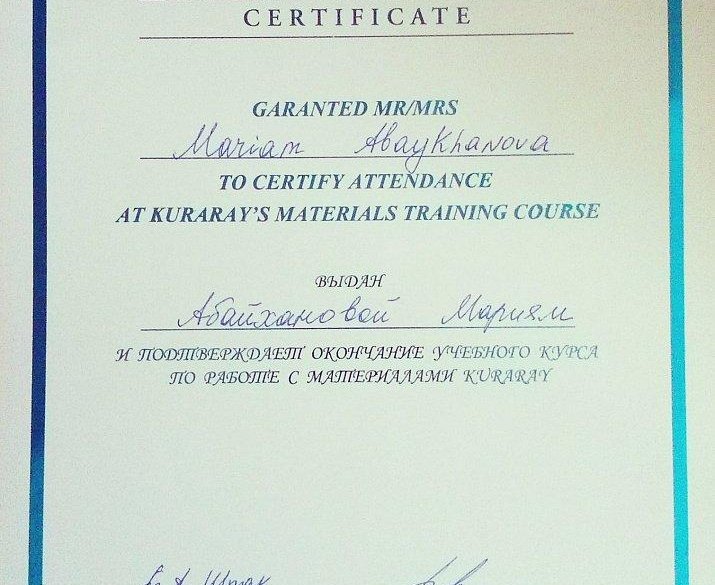 CERTIFICATE
GARANTED MR/MRS
Mariam Abaykhanova
TO CERTIFY ATTENDANCE
AT KURARAY'S MATERIALS TRAINING COURSE
ВЫДАН
Абайхановой Мариям
И ПОДТВЕРЖДАЕТ ОКОНЧАНИЕ УЧЕБНОГО КУРСА
ПО РАБОТЕ С МАТЕРИАЛАМИ KURARAY